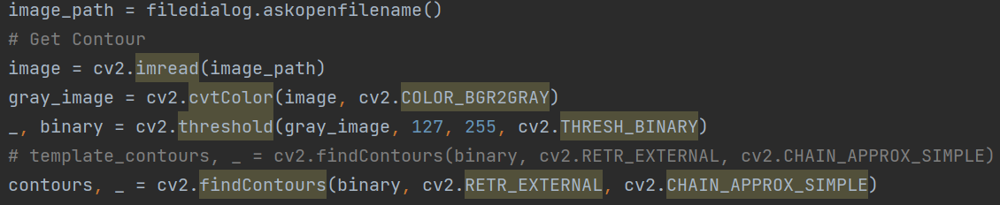 image_path = filedialog.askopenfilename()
# Get Contour
image = cv2.imread(image_path)
gray_image = cv2.cvtColor(image, cv2.COLOR_BGR2GRAY)
_, binary = cv2.threshold(gray_image, 127, 255, cv2.THRESH_BINARY)
# template_contours, _ = cv2.findContours(binary, cv2.RETR_EXTERNAL, cv2.CHAIN_APPROX_SIMPLE)
contours, _ = cv2.findContours(binary, cv2.RETR_EXTERNAL, cv2.CHAIN_APPROX_SIMPLE)